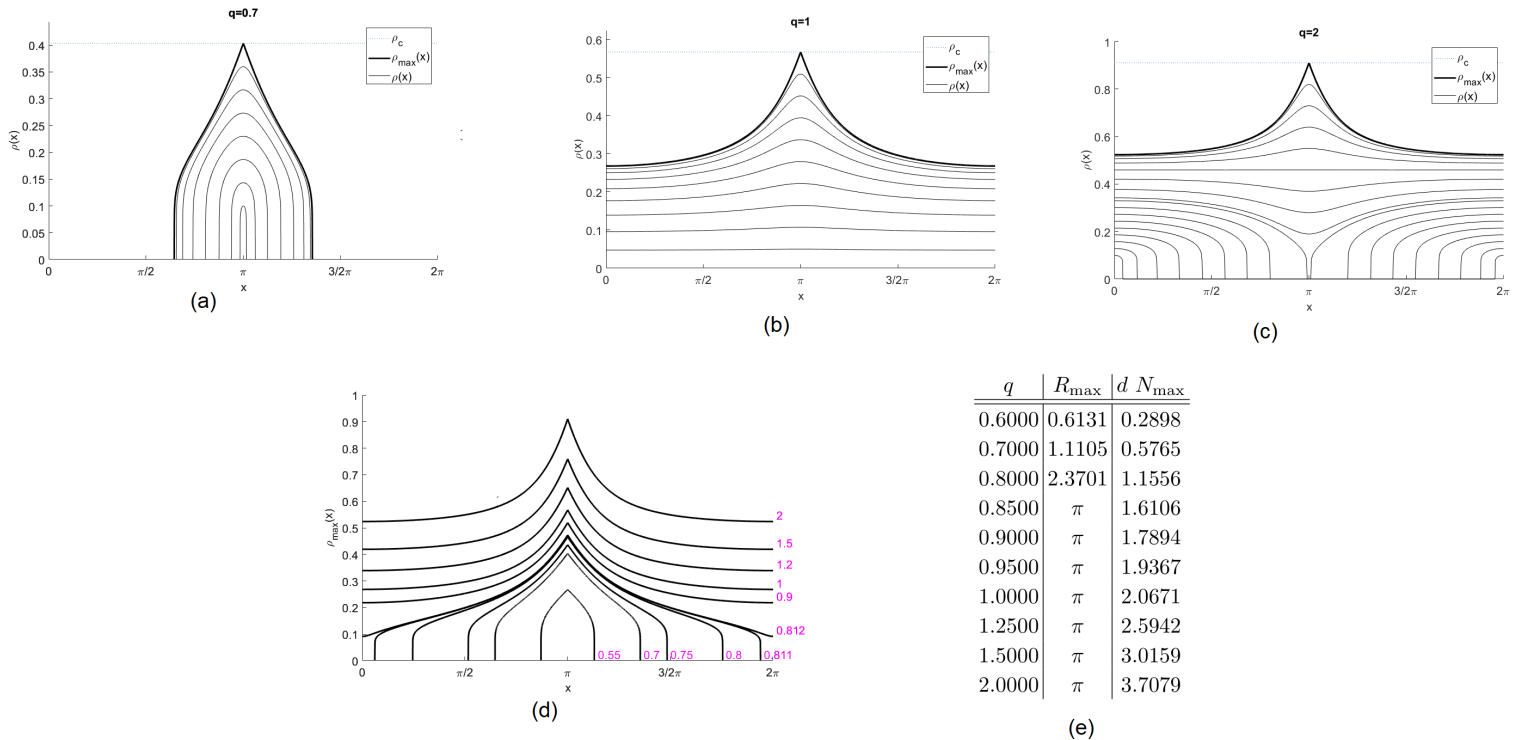 q=0.7
ρ(x)
0.4
0.35
0.3
0.25
0.2
0.15
0.1
0.05
0
ρc
ρmax(x)
ρ(x)
0 π/2 π 3/2π 2π
x
(a)
q=1
ρ(x)
0.6
0.5
0.4
0.3
0.2
0.1
0
ρc
ρmax(x)
ρ(x)
0 π/2 π 3/2π 2π
x
(b)
q=2
ρ(x)
1
0.8
0.6
0.4
0.2
0
ρc
ρmax(x)
ρ(x)
0 π/2 π 3/2π 2π
x
(c)
ρmax(x)
1
0.9
0.8
0.7
0.6
0.5
0.4
0.3
0.2
0.1
0
2
1.5
1.2
1
0.9
0.812
0.55 0.7 0.75 0.8 0.811
0 π/2 π 3/2π 2π
x
(d)
q Rmax d Nmax
0.6000 0.6131 0.2898
0.7000 1.1105 0.5765
0.8000 2.3701 1.1556
0.8500 π 1.6106
0.9000 π 1.7894
0.9500 π 1.9367
1.0000 π 2.0671
1.2500 π 2.5942
1.5000 π 3.0159
2.0000 π 3.7079
(e)